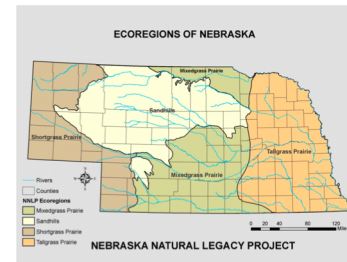 ECOREGIONS OF NEBRASKA
Mixedgrass Prairie
Sandhills
Shortgrass Prairie
Tallgrass Prairie
Mixedgrass Prairie
Rivers
Counties
NNLP Ecoregions
Mixedgrass Prairie
Sandhills
Shortgrass Prairie
Tallgrass Prairie
0 20 40 80 120
Miles
NEBRASKA NATURAL LEGACY PROJECT